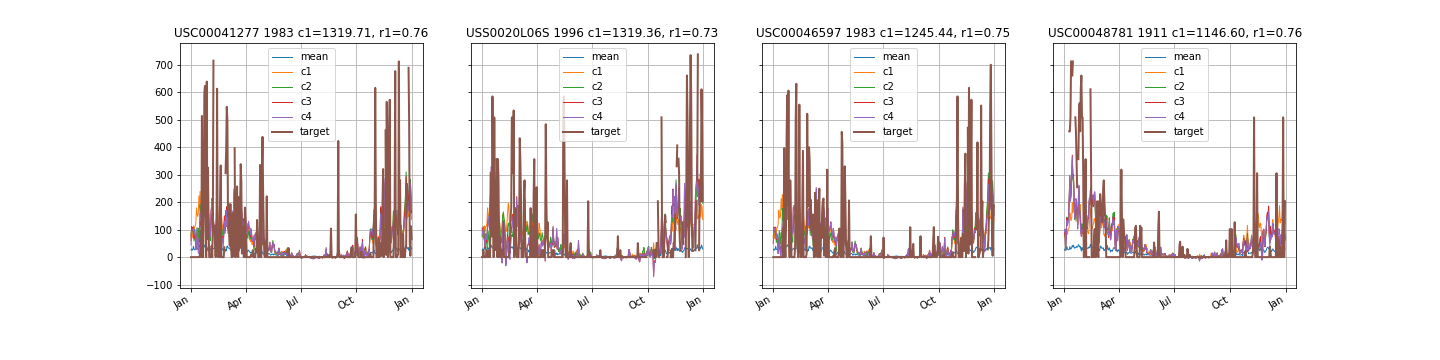 USC00041277 1983 c1=1319.71, r1=0.76
USS0020L06S 1996 c1=1319.36, r1=0.73
USC00046597 1983 c1=1245.44, r1=0.75
USC00048781 1911 c1=1146.60, r1=0.76
700
600
500
400
300
200
100
0
−100
mean
c1
c2
c3
c4
target
mean
c1
c2
c3
c4
target
mean
c1
c2
c3
c4
target
mean
c1
c2
c3
c4
target
Jan Apr Jul Oct Jan
Jan Apr Jul Oct Jan
Jan Apr Jul Oct Jan
Jan Apr Jul Oct Jan